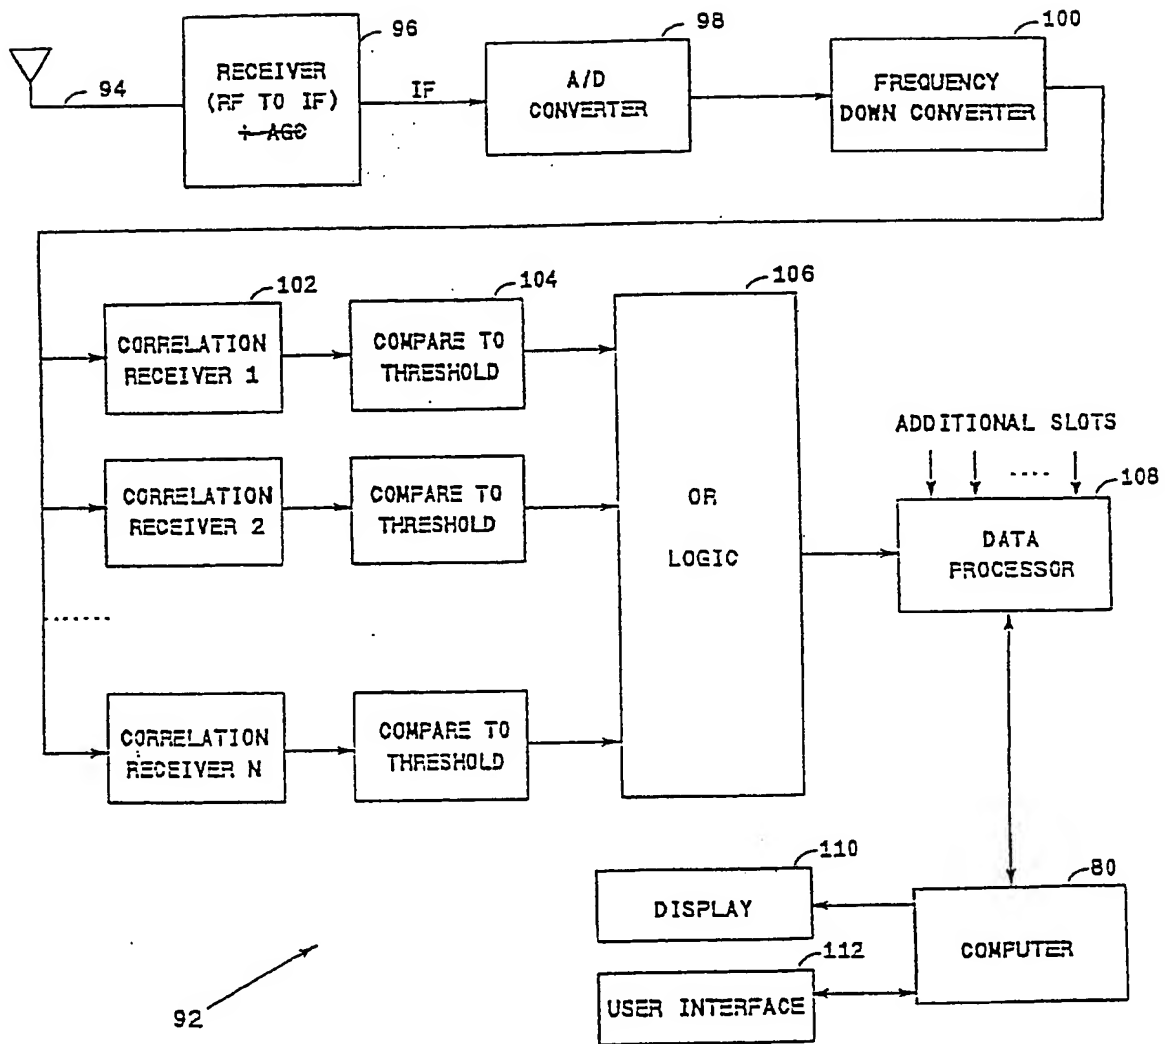 96
98
100
RECEIVER
(RF TO IF)
+ AGC
94
IF
A/D
CONVERTER
FREQUENCY
DOWN CONVERTER
102
104
106
CORRELATION
RECEIVER 1
COMPARE TO
THRESHOLD
ADDITIONAL SLOTS
....
108
CORRELATION
RECEIVER 2
COMPARE TO
THRESHOLD
OR
LOGIC
DATA
PROCESSOR
CORRELATION
RECEIVER N
COMPARE TO
THRESHOLD
110
80
DISPLAY
COMPUTER
112
USER INTERFACE
92